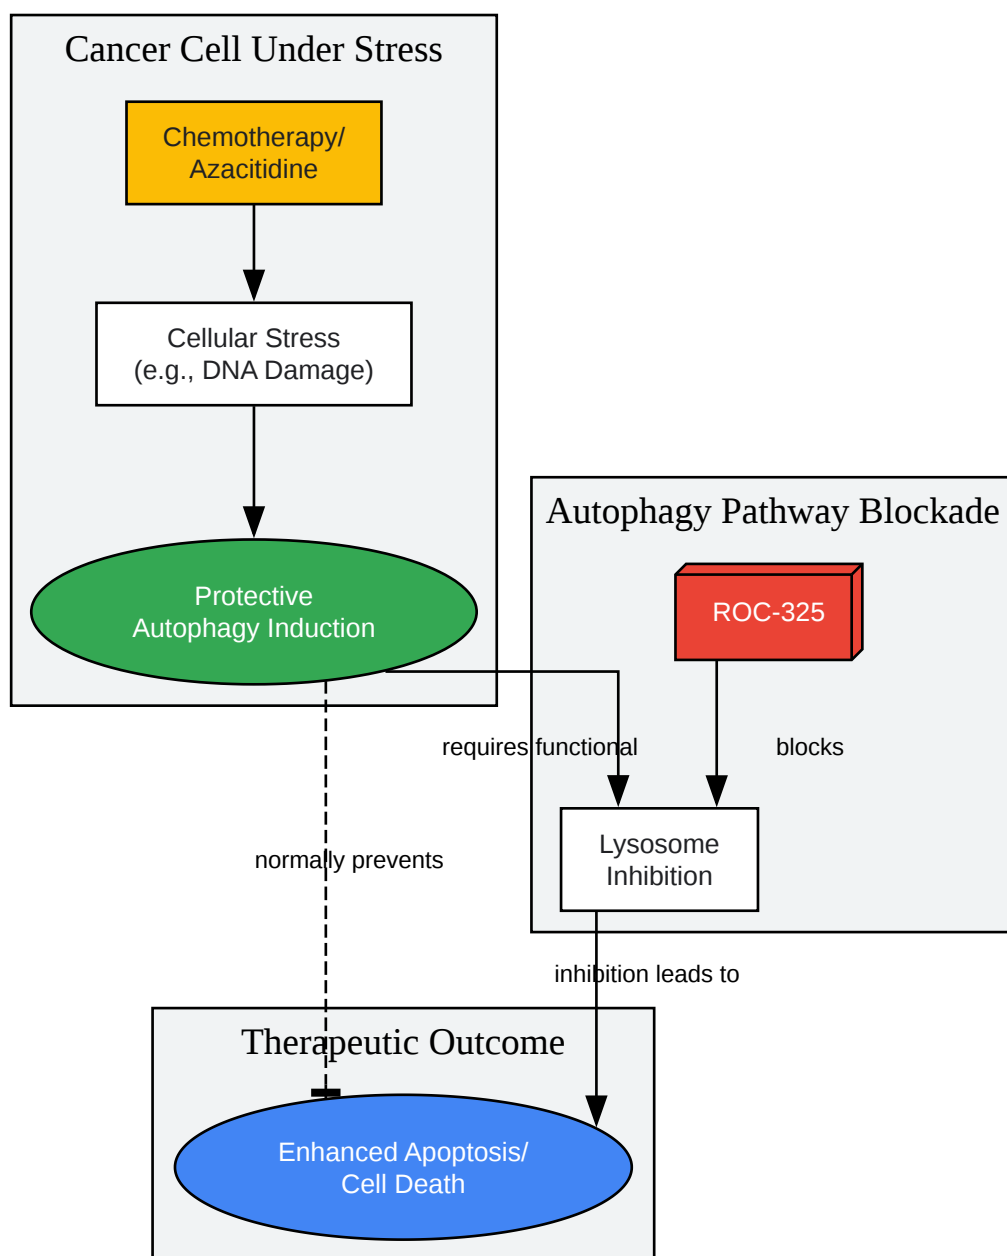 Cancer Cell Under Stress
Chemotherapy/
Azacitidine
Cellular Stress
(e.g., DNA Damage)
Protective
Autophagy Induction
Autophagy Pathway Blockade
ROC-325
requires functional
blocks
Lysosome
Inhibition
normally prevents
inhibition leads to
Therapeutic Outcome
Enhanced Apoptosis/
Cell Death